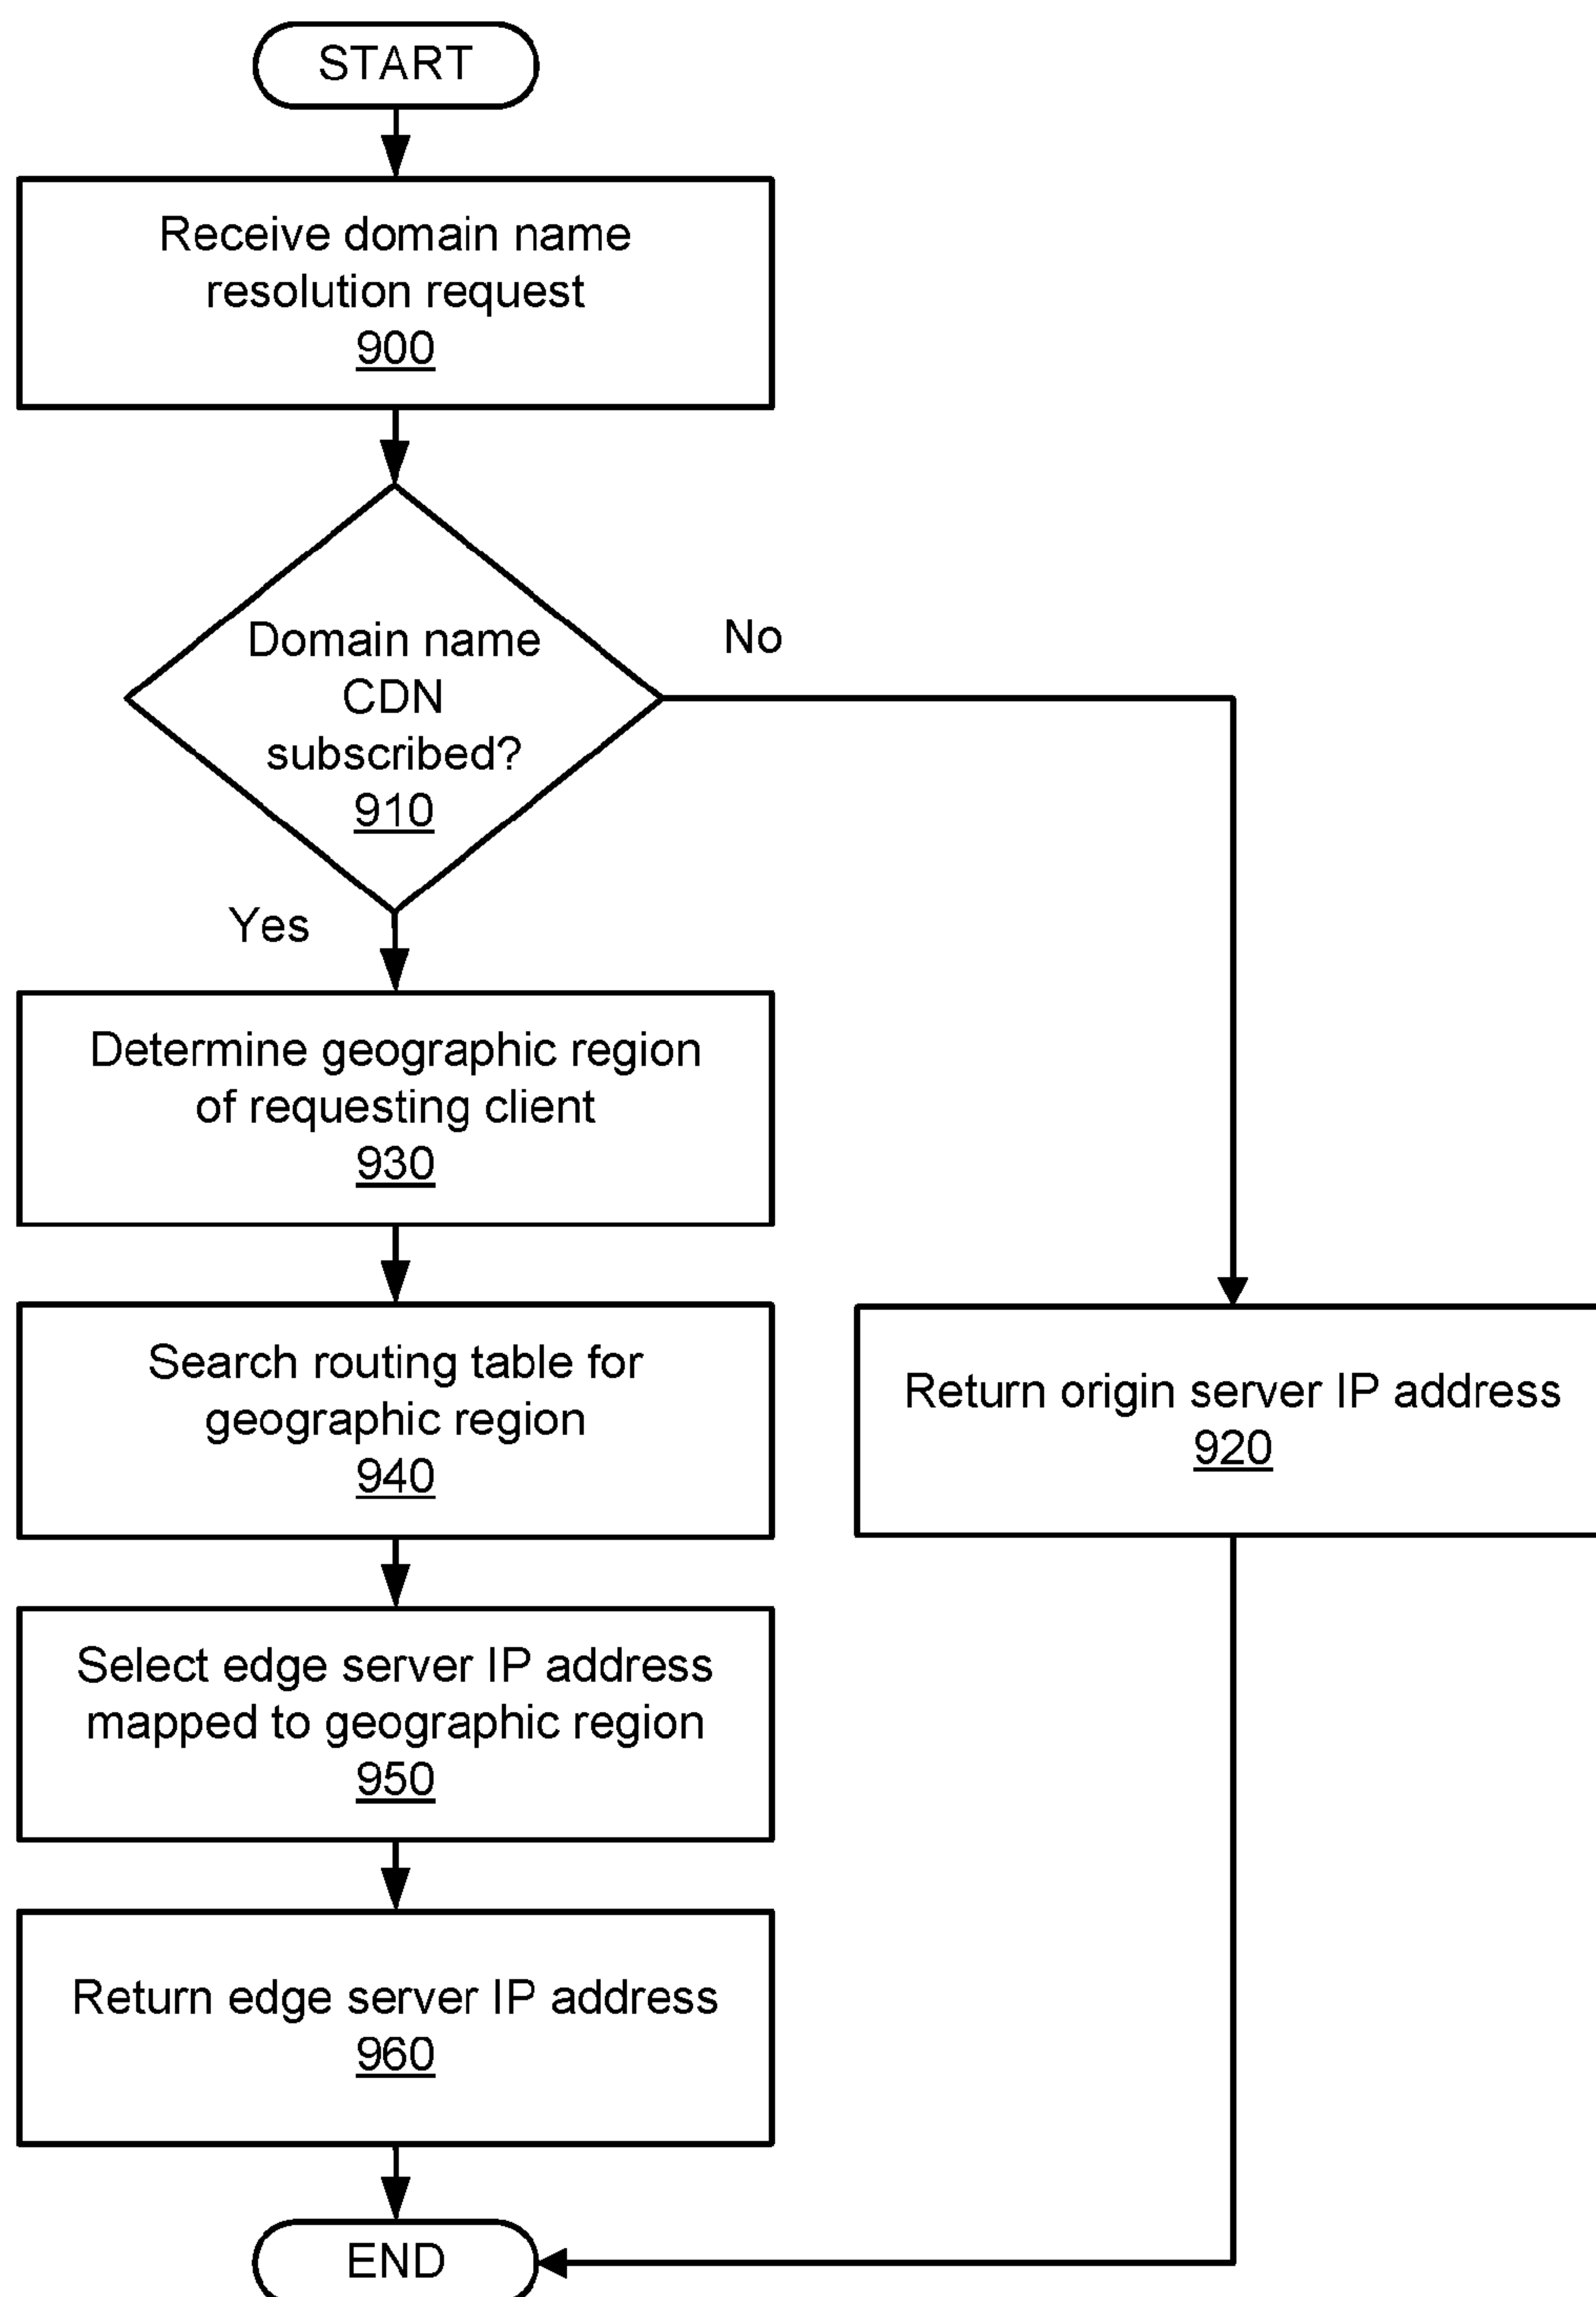 START
Receive domain name
resolution request
900
Domain name
CDN
subscribed?
910
No
Yes
Determine geographic region
of requesting client
930
Search routing table for
geographic region
940
Return origin server IP address
920
Select edge server IP address
mapped to geographic region
950
Return edge server IP address
960
END